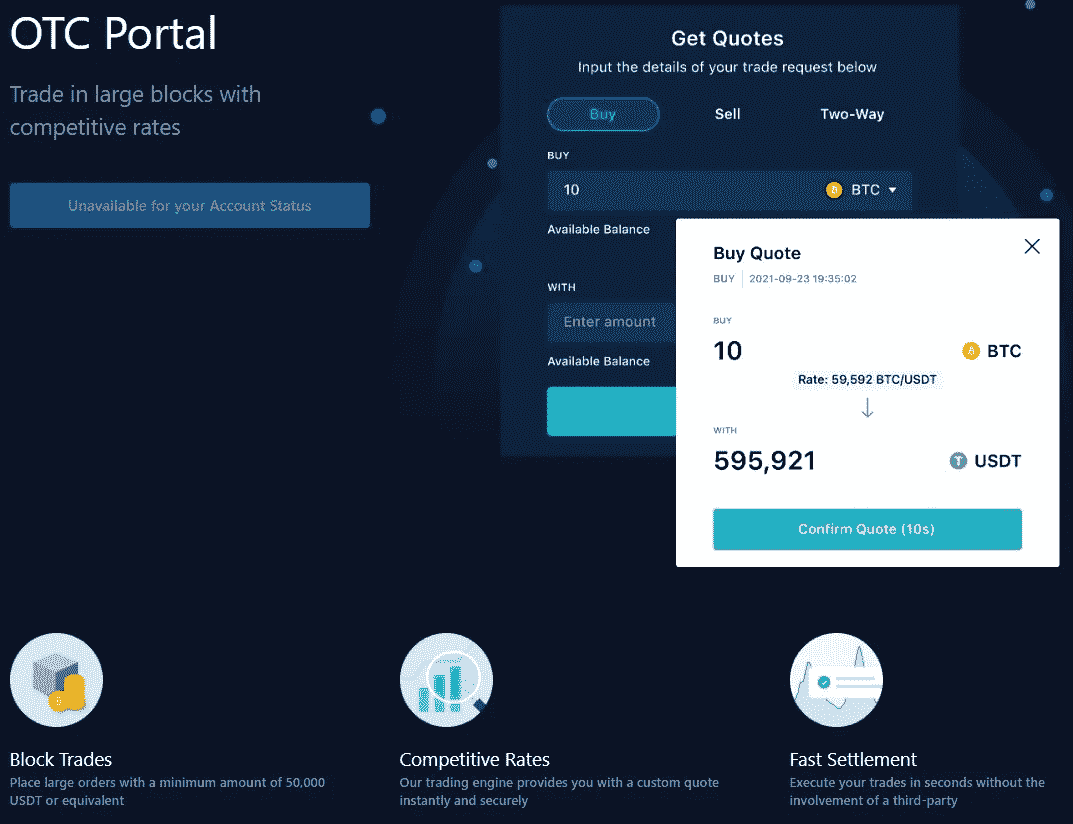 OTC Portal
Trade in large blocks with
competitive rates
Unavailable for your Account Status
Get Quotes
Input the details of your trade request below
Buy
Sell
Two-Way
BUY
10
BTC
Available Balance
WITH
Enter amount
Available Balance
Buy Quote
BUY
2021-09-23 19:35:02
BUY
10
BTC
Rate: 59,592 BTC/USDT
WITH
595,921
USDT
Confirm Quote (10s)
Block Trades
Place large orders with a minimum amount of 50,000
USDT or equivalent
Competitive Rates
Our trading engine provides you with a custom quote
instantly and securely
Fast Settlement
Execute your trades in seconds without the
involvement of a third-party